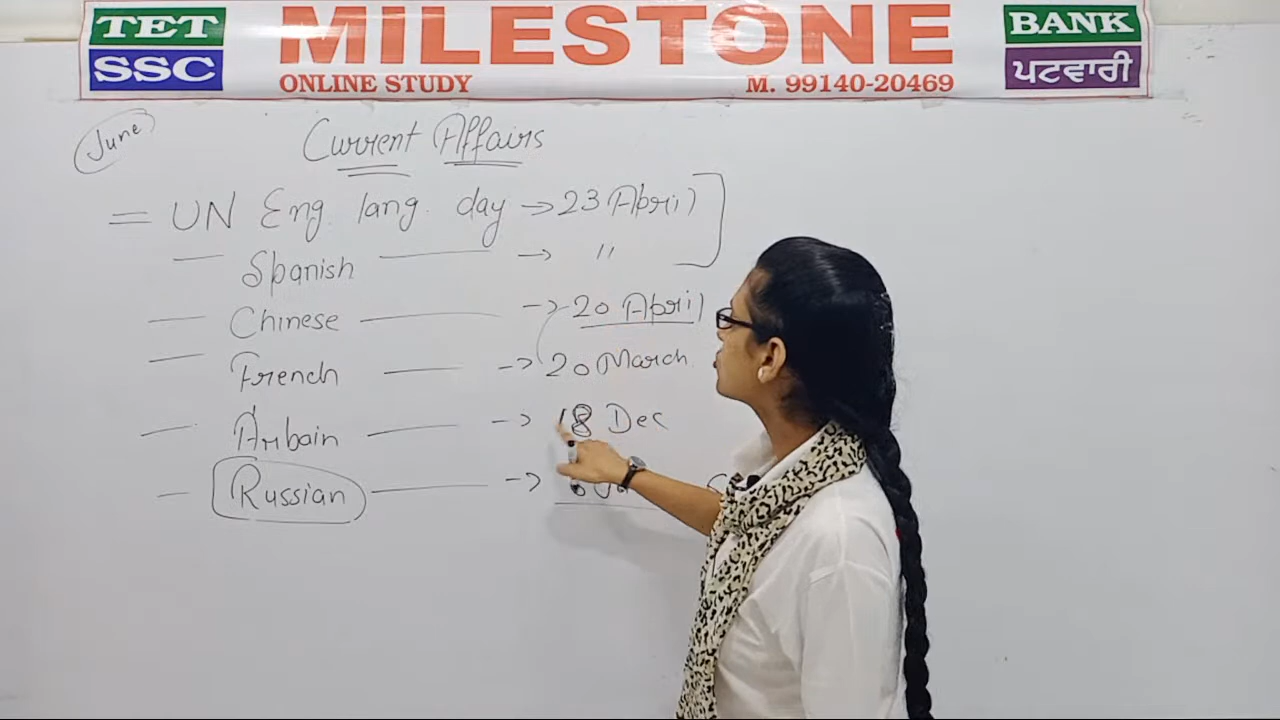 TET
SSC
MILESTONE
ONLINE STUDY M. 99140-20469
BANK
ਪਟਵਾਰੀ
June
Current Affairs
= UN Eng. lang. day → 23 April
— Spanish — → "
— Chinese — → 20 April
— French — → 20 March
— Arbain — → 18 Dec
— Russian — → 6